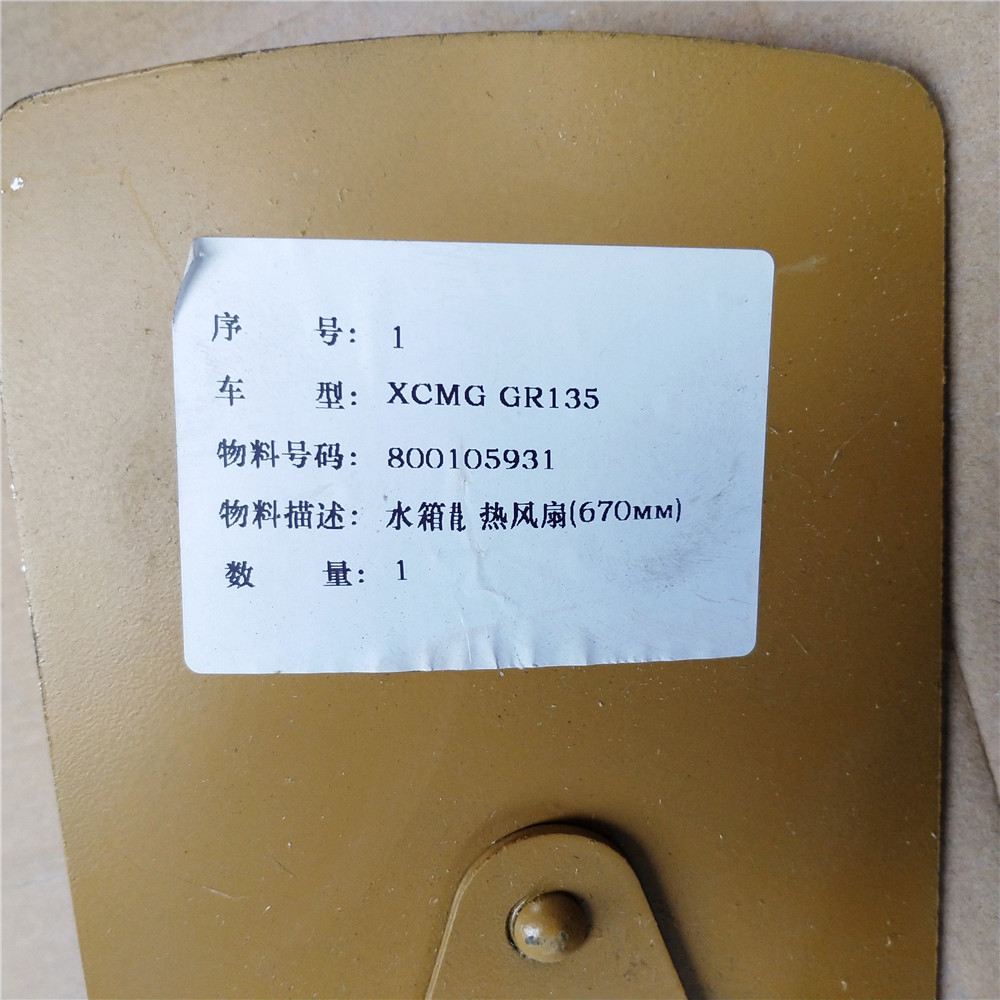 序 号： 1
车 型： XCMG GR135
物料号码： 800105931
物料描述： 水箱散热风扇(670мм)
数 量： 1